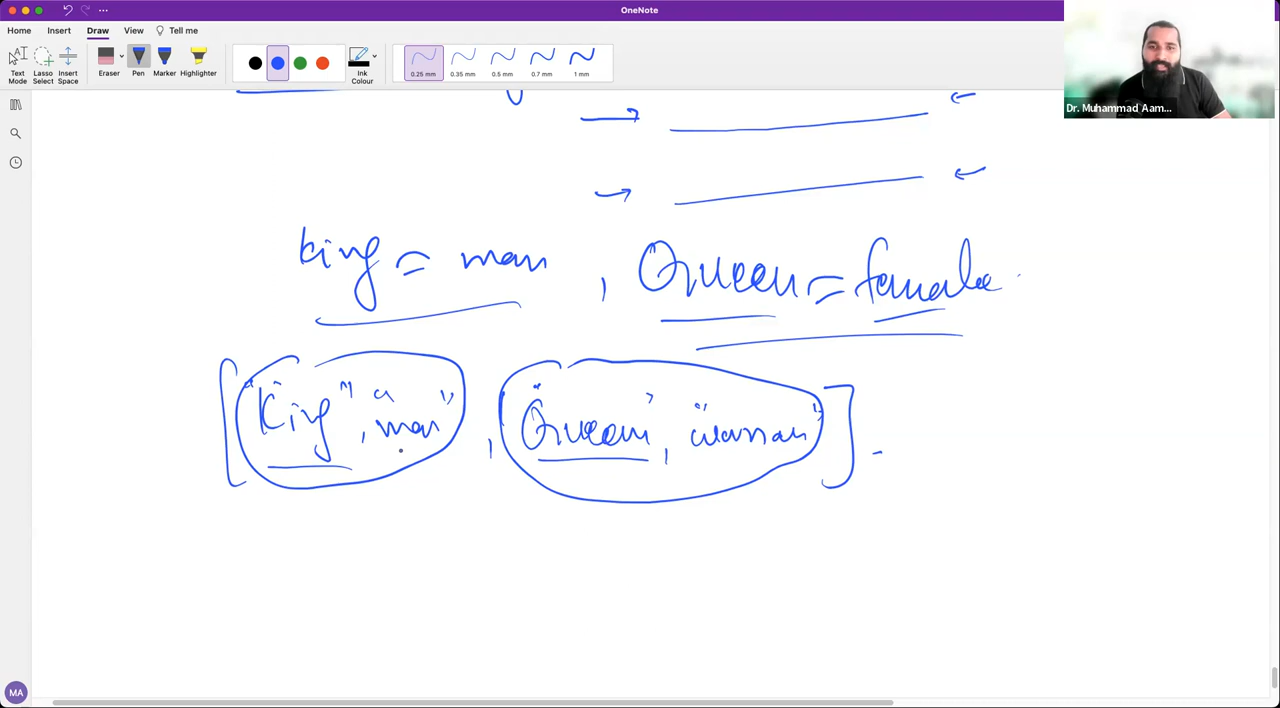 OneNote
Home Insert Draw View Tell me
Text Mode Lasso Select Insert Space Eraser Pen Marker Highlighter Ink Colour 0.25 mm 0.35 mm 0.5 mm 0.7 mm 1 mm
Dr. Muhammad Aam...
King = man , Queen = female
["King", "man", "Queen", "woman"]
MA